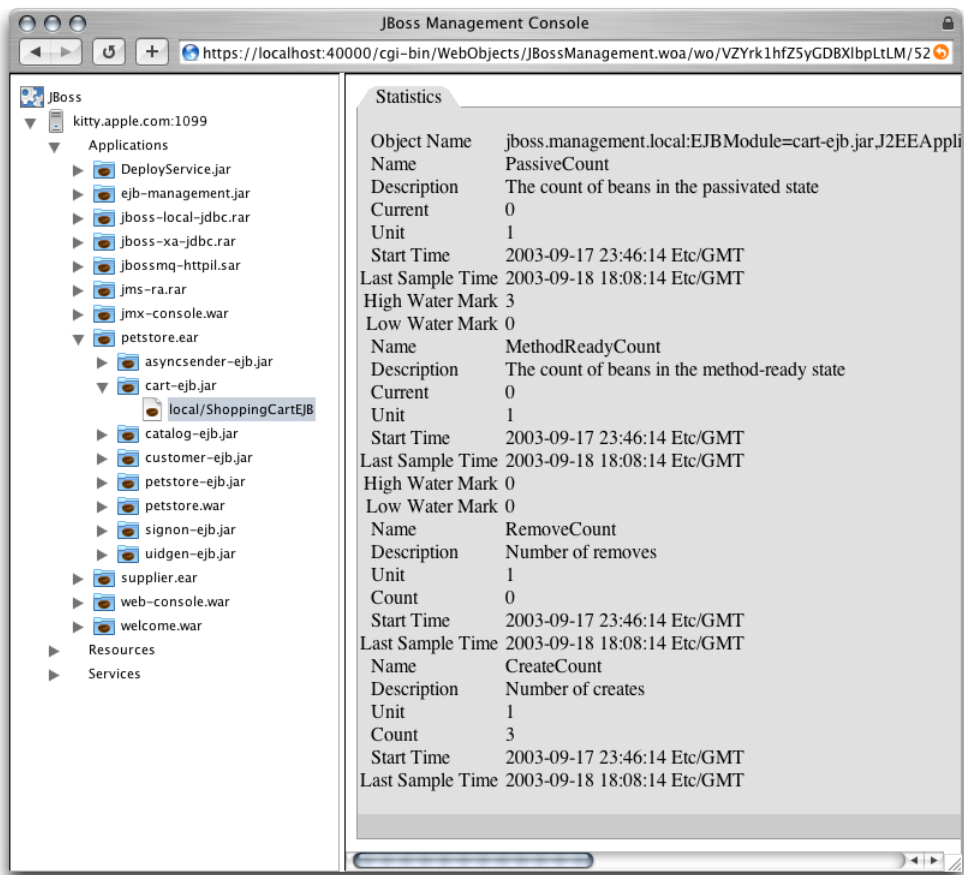 JBoss Management Console
https://localhost:40000/cgi-bin/WebObjects/JBossManagement.woa/wo/VZYrk1hfZ5yGDBXlbpLtLM/52
JBoss
kitty.apple.com:1099
Applications
DeployService.jar
ejb-management.jar
jboss-local-jdbc.rar
jboss-xa-jdbc.rar
jbossmq-httpil.sar
jms-ra.rar
jmx-console.war
petstore.ear
asyncsender-ejb.jar
cart-ejb.jar
local/ShoppingCartEJB
catalog-ejb.jar
customer-ejb.jar
petstore-ejb.jar
petstore.war
signon-ejb.jar
uidgen-ejb.jar
supplier.ear
web-console.war
welcome.war
Resources
Services
Statistics
Object Name jboss.management.local:EJBModule=cart-ejb.jar,J2EEAppli
Name PassiveCount
Description The count of beans in the passivated state
Current 0
Unit 1
Start Time 2003-09-17 23:46:14 Etc/GMT
Last Sample Time 2003-09-18 18:08:14 Etc/GMT
High Water Mark 3
Low Water Mark 0
Name MethodReadyCount
Description The count of beans in the method-ready state
Current 0
Unit 1
Start Time 2003-09-17 23:46:14 Etc/GMT
Last Sample Time 2003-09-18 18:08:14 Etc/GMT
High Water Mark 0
Low Water Mark 0
Name RemoveCount
Description Number of removes
Unit 1
Count 0
Start Time 2003-09-17 23:46:14 Etc/GMT
Last Sample Time 2003-09-18 18:08:14 Etc/GMT
Name CreateCount
Description Number of creates
Unit 1
Count 3
Start Time 2003-09-17 23:46:14 Etc/GMT
Last Sample Time 2003-09-18 18:08:14 Etc/GMT